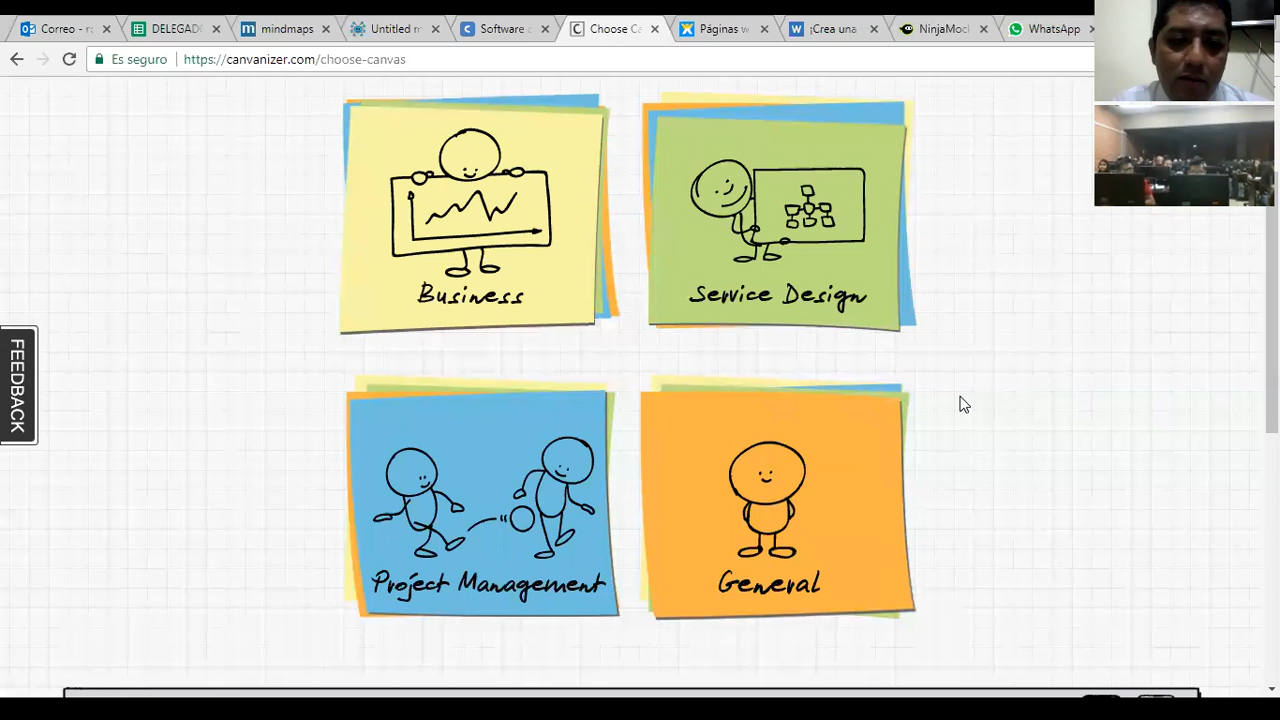 Correo - r
DELEGAD
mindmaps
Untitled m
Software
Choose Ca
Páginas w
¡Crea una
NinjaMoc
WhatsApp
Es seguro
https://canvanizer.com/choose-canvas
Business
Service Design
FEEDBACK
Project Management
General